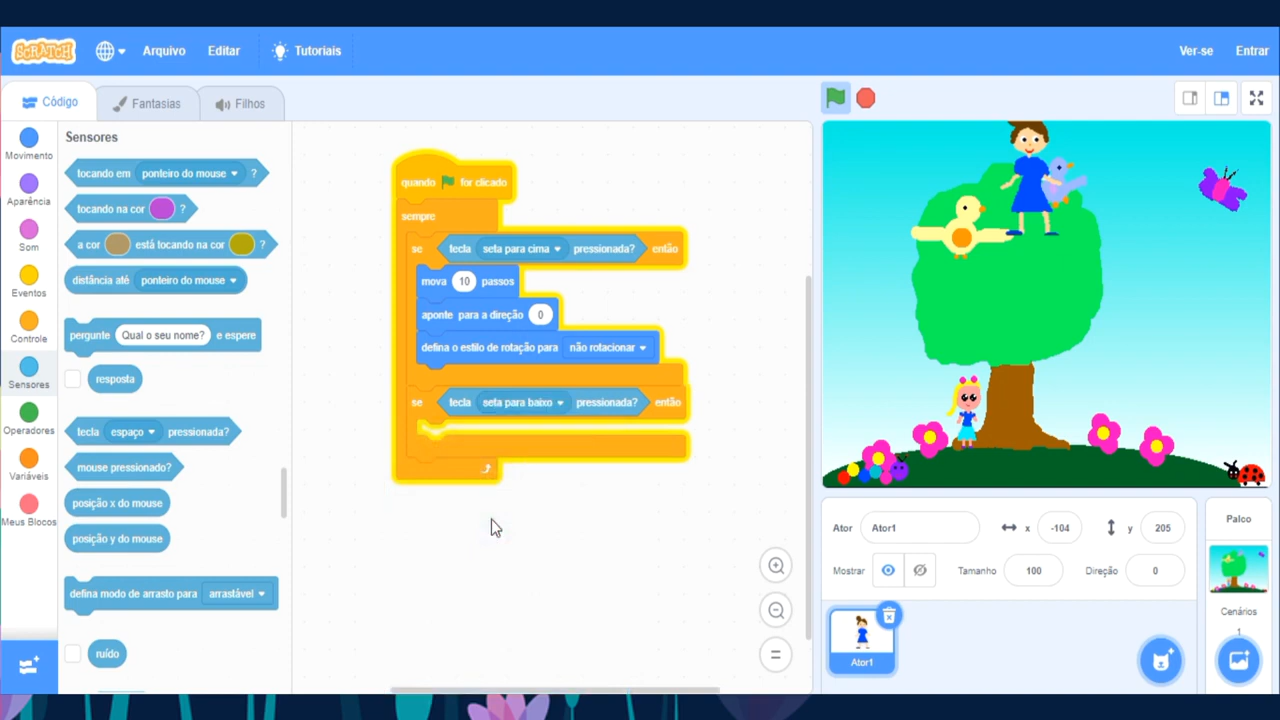 SCRATCH
Arquivo
Editar
Tutoriais
Ver-se
Entrar
Código
Fantasias
Filhos
Movimento
Aparência
Som
Eventos
Controle
Sensores
Operadores
Variáveis
Meus Blocos
Sensores
tocando em ponteiro do mouse ?
tocando na cor ?
a cor está tocando na cor ?
distância até ponteiro do mouse
pergunte Qual o seu nome? e espere
resposta
tecla espaço pressionada?
mouse pressionado?
posição x do mouse
posição y do mouse
defina modo de arrasto para arrastável
ruído
quando for clicado
sempre
se tecla seta para cima pressionada? então
mova 10 passos
aponte para a direção 0
defina o estilo de rotação para não rotacionar
se tecla seta para baixo pressionada? então
Ator Ator1 x -104 y 205
Mostrar Tamanho 100 Direção 0
Ator1
Palco
Cenários
1